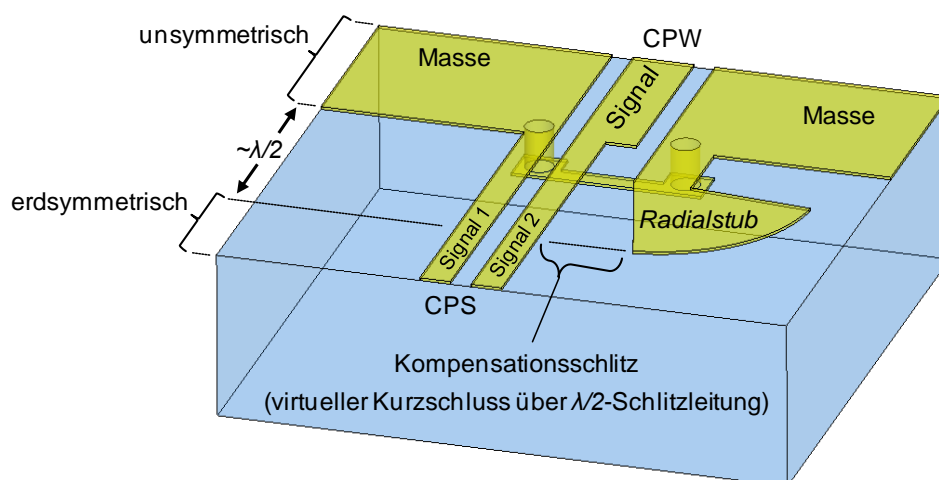 unsymmetrisch
Masse
CPW
Signal
Masse
~λ/2
erdsymmetrisch
Signal 1
Signal 2
Radialstub
CPS
Kompensationsschlitz
(virtueller Kurzschluss über λ/2-Schlitzleitung)